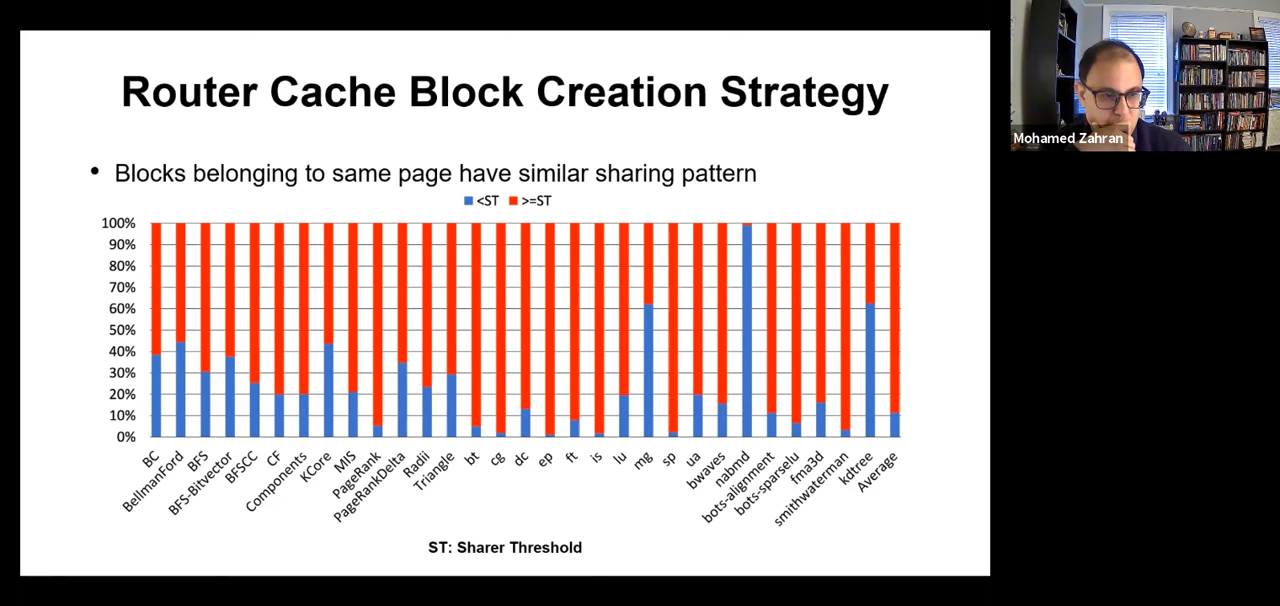 Router Cache Block Creation Strategy
Mohamed Zahran
• Blocks belonging to same page have similar sharing pattern
<ST >=ST
100%
90%
80%
70%
60%
50%
40%
30%
20%
10%
0%
BC
BellmanFord
BFS
BFS-Bitvector
BFSCC
CF
Components
KCore
MIS
PageRank
PageRankDelta
Radii
Triangle
bt
cg
dc
ep
ft
is
lu
mg
sp
ua
bwaves
nabmd
bots-alignment
bots-sparselu
fma3d
smithwaterman
kdtree
Average
ST: Sharer Threshold